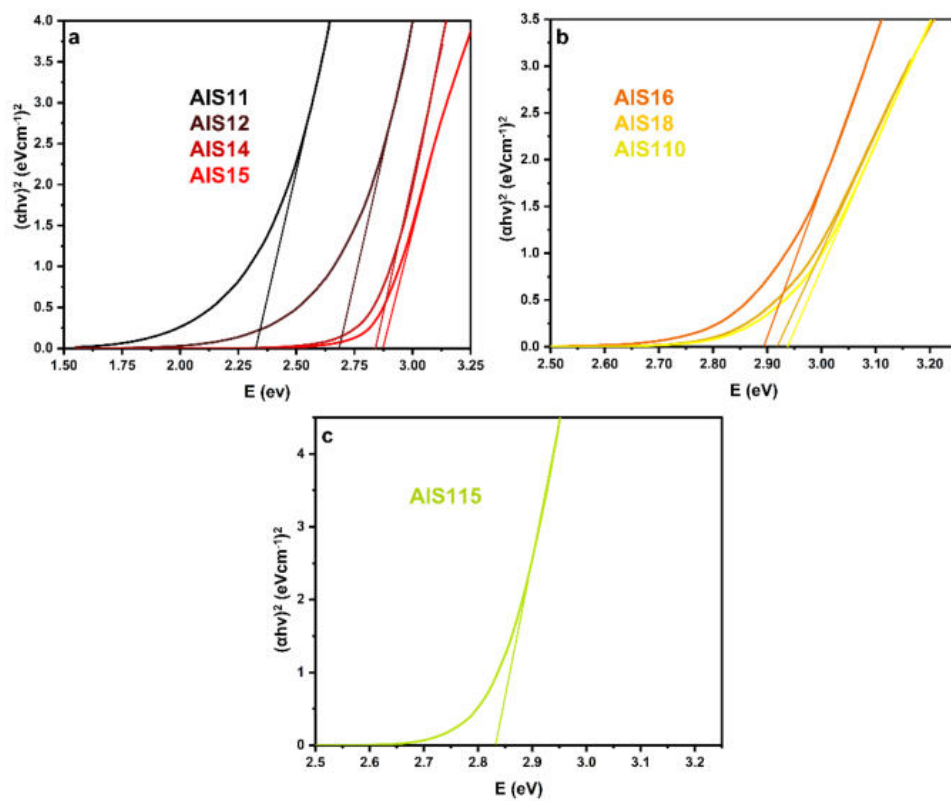 a
AIS11
AIS12
AIS14
AIS15
(αhν)² (eVcm⁻¹)²
4.0
3.5
3.0
2.5
2.0
1.5
1.0
0.5
0.0
1.50 1.75 2.00 2.25 2.50 2.75 3.00 3.25
E (ev)
b
AIS16
AIS18
AIS110
(αhν)² (eVcm⁻¹)²
3.5
3.0
2.5
2.0
1.5
1.0
0.5
0.0
2.50 2.60 2.70 2.80 2.90 3.00 3.10 3.20
E (eV)
c
AIS115
(αhν)² (eVcm⁻¹)²
4
3
2
1
0
2.5 2.6 2.7 2.8 2.9 3.0 3.1 3.2
E (eV)